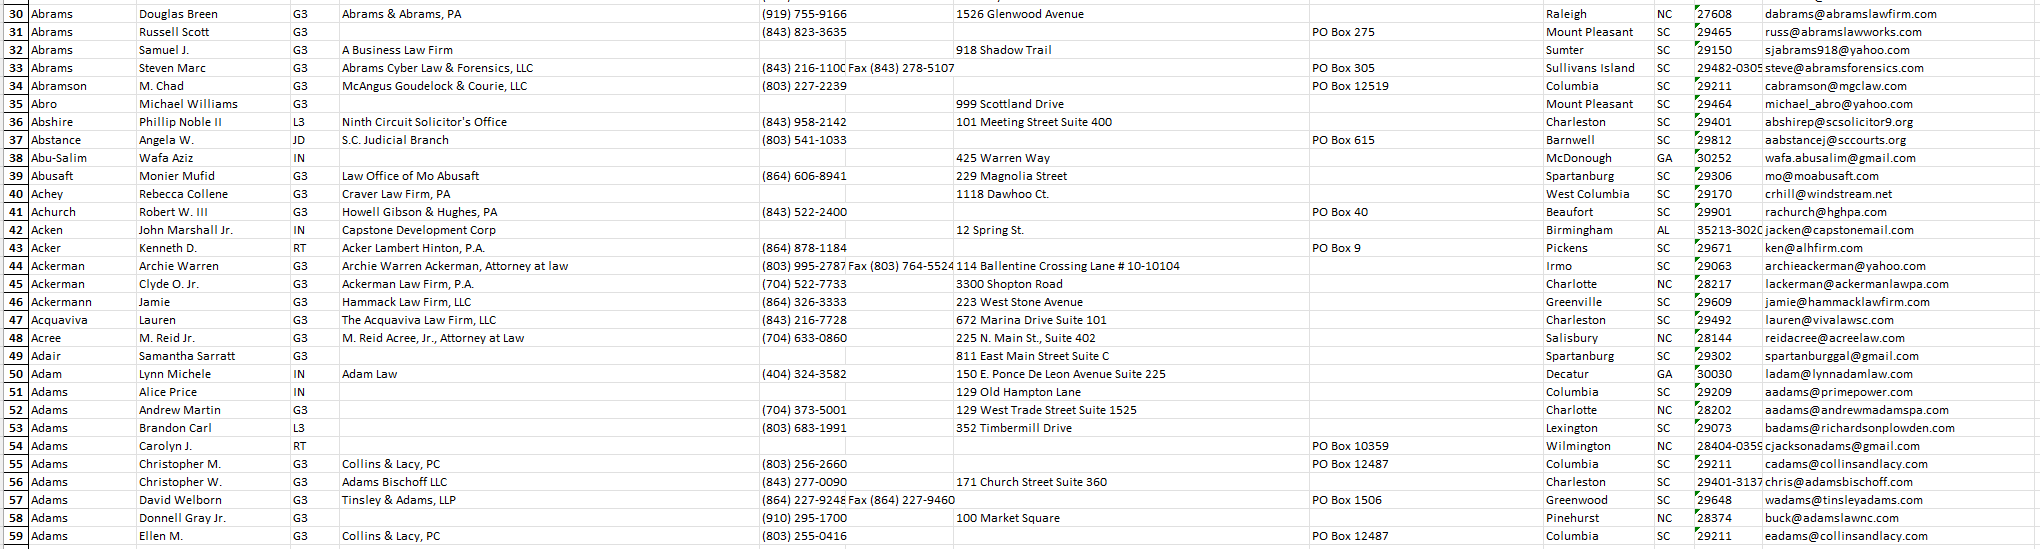 30 Abrams Douglas Breen G3 Abrams & Abrams, PA (919) 755-9166 1526 Glenwood Avenue Raleigh NC 27608 dabrams@abramslawfirm.com
31 Abrams Russell Scott G3 (843) 823-3635 PO Box 275 Mount Pleasant SC 29465 russ@abramslawworks.com
32 Abrams Samuel J. G3 A Business Law Firm 918 Shadow Trail Sumter SC 29150 sjabrams918@yahoo.com
33 Abrams Steven Marc G3 Abrams Cyber Law & Forensics, LLC (843) 216-1100 Fax (843) 278-5107 PO Box 305 Sullivans Island SC 29482-0305 steve@abramsforensics.com
34 Abramson M. Chad G3 McAngus Goudelock & Courie, LLC (803) 227-2239 PO Box 12519 Columbia SC 29211 cabramson@mgclaw.com
35 Abro Michael Williams G3 999 Scottland Drive Mount Pleasant SC 29464 michael_abro@yahoo.com
36 Abshire Phillip Noble II L3 Ninth Circuit Solicitor's Office (843) 958-2142 101 Meeting Street Suite 400 Charleston SC 29401 abshirep@scsolicitor9.org
37 Abstance Angela W. JD S.C. Judicial Branch (803) 541-1033 PO Box 615 Barnwell SC 29812 aabstancej@sccourts.org
38 Abu-Salim Wafa Aziz IN 425 Warren Way McDonough GA 30252 wafa.abusalim@gmail.com
39 Abusaft Monier Mufid G3 Law Office of Mo Abusaft (864) 606-8941 229 Magnolia Street Spartanburg SC 29306 mo@moabusaft.com
40 Achey Rebecca Collene G3 Craver Law Firm, PA 1118 Dawhoo Ct. West Columbia SC 29170 crhill@windstream.net
41 Achurch Robert W. III G3 Howell Gibson & Hughes, PA (843) 522-2400 PO Box 40 Beaufort SC 29901 rachurch@hghpa.com
42 Acken John Marshall Jr. IN Capstone Development Corp 12 Spring St. Birmingham AL 35213-3020 jacken@capstonemail.com
43 Acker Kenneth D. RT Acker Lambert Hinton, P.A. (864) 878-1184 PO Box 9 Pickens SC 29671 ken@alhfirm.com
44 Ackerman Archie Warren G3 Archie Warren Ackerman, Attorney at law (803) 995-2787 Fax (803) 764-5524 114 Ballentine Crossing Lane # 10-10104 Irmo SC 29063 archieackerman@yahoo.com
45 Ackerman Clyde O. Jr. G3 Ackerman Law Firm, P.A. (704) 522-7733 3300 Shopton Road Charlotte NC 28217 lackerman@ackermanlawpa.com
46 Ackermann Jamie G3 Hammack Law Firm, LLC (864) 326-3333 223 West Stone Avenue Greenville SC 29609 jamie@hammacklawfirm.com
47 Acquaviva Lauren G3 The Acquaviva Law Firm, LLC (843) 216-7728 672 Marina Drive Suite 101 Charleston SC 29492 lauren@vivalawsc.com
48 Acree M. Reid Jr. G3 M. Reid Acree, Jr., Attorney at Law (704) 633-0860 225 N. Main St., Suite 402 Salisbury NC 28144 reidacree@acreelaw.com
49 Adair Samantha Sarratt G3 811 East Main Street Suite C Spartanburg SC 29302 spartanburggal@gmail.com
50 Adam Lynn Michele IN Adam Law (404) 324-3582 150 E. Ponce De Leon Avenue Suite 225 Decatur GA 30030 ladam@lynnadamlaw.com
51 Adams Alice Price IN 129 Old Hampton Lane Columbia SC 29209 aadams@primepower.com
52 Adams Andrew Martin G3 (704) 373-5001 129 West Trade Street Suite 1525 Charlotte NC 28202 aadams@andrewmadamspa.com
53 Adams Brandon Carl L3 (803) 683-1991 352 Timbermill Drive Lexington SC 29073 badams@richardsonplowden.com
54 Adams Carolyn J. RT PO Box 10359 Wilmington NC 28404-0359 cjacksonadams@gmail.com
55 Adams Christopher M. G3 Collins & Lacy, PC (803) 256-2660 PO Box 12487 Columbia SC 29211 cadams@collinsandlacy.com
56 Adams Christopher W. G3 Adams Bischoff LLC (843) 277-0090 171 Church Street Suite 360 Charleston SC 29401-3137 chris@adamsbischoff.com
57 Adams David Welborn G3 Tinsley & Adams, LLP (864) 227-9248 Fax (864) 227-9460 PO Box 1506 Greenwood SC 29648 wadams@tinsleyadams.com
58 Adams Donnell Gray Jr. G3 (910) 295-1700 100 Market Square Pinehurst NC 28374 buck@adamslawnc.com
59 Adams Ellen M. G3 Collins & Lacy, PC (803) 255-0416 PO Box 12487 Columbia SC 29211 eadams@collinsandlacy.com